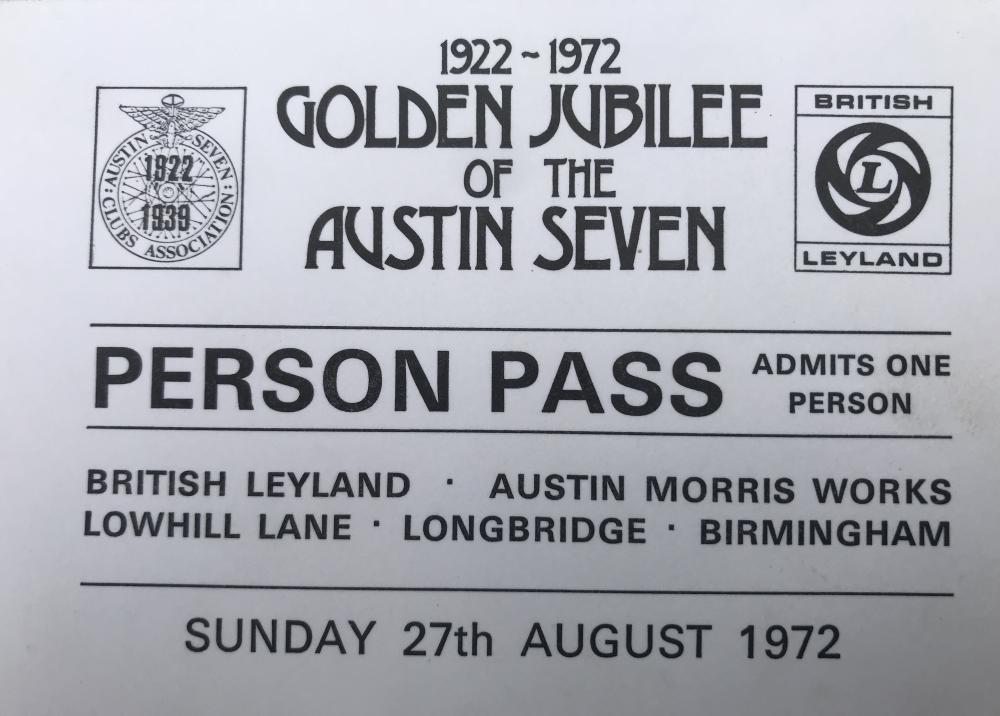 1922 ~ 1972
GOLDEN JUBILEE
OF THE
AUSTIN SEVEN
AUSTIN SEVEN
CLUBS ASSOCIATION
1922
1939
BRITISH
L
LEYLAND
PERSON PASS
ADMITS ONE
PERSON
BRITISH LEYLAND · AUSTIN MORRIS WORKS
LOWHILL LANE · LONGBRIDGE · BIRMINGHAM
SUNDAY 27th AUGUST 1972